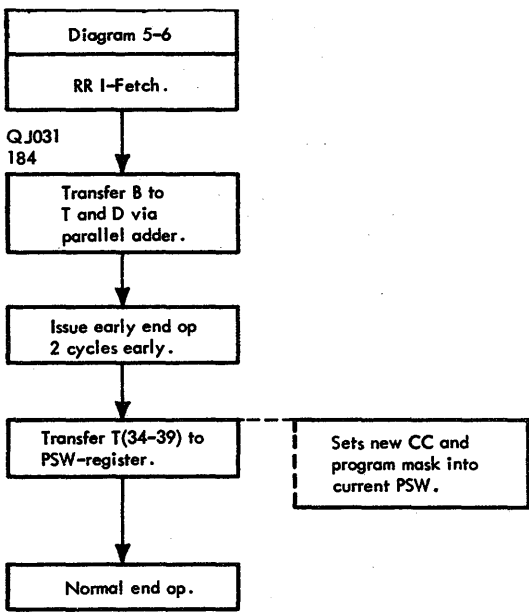 Diagram 5-6
RR I-Fetch.
QJ031
184
Transfer B to
T and D via
parallel adder.
Issue early end op
2 cycles early.
Transfer T(34-39) to
PSW-register.
Sets new CC and
program mask into
current PSW.
Normal end op.